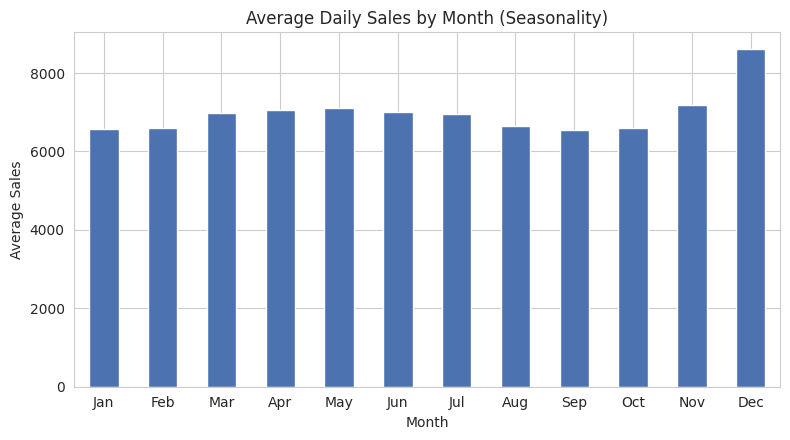 Average Daily Sales by Month (Seasonality)
Average Sales
8000
6000
4000
2000
0
Jan Feb Mar Apr May Jun Jul Aug Sep Oct Nov Dec
Month